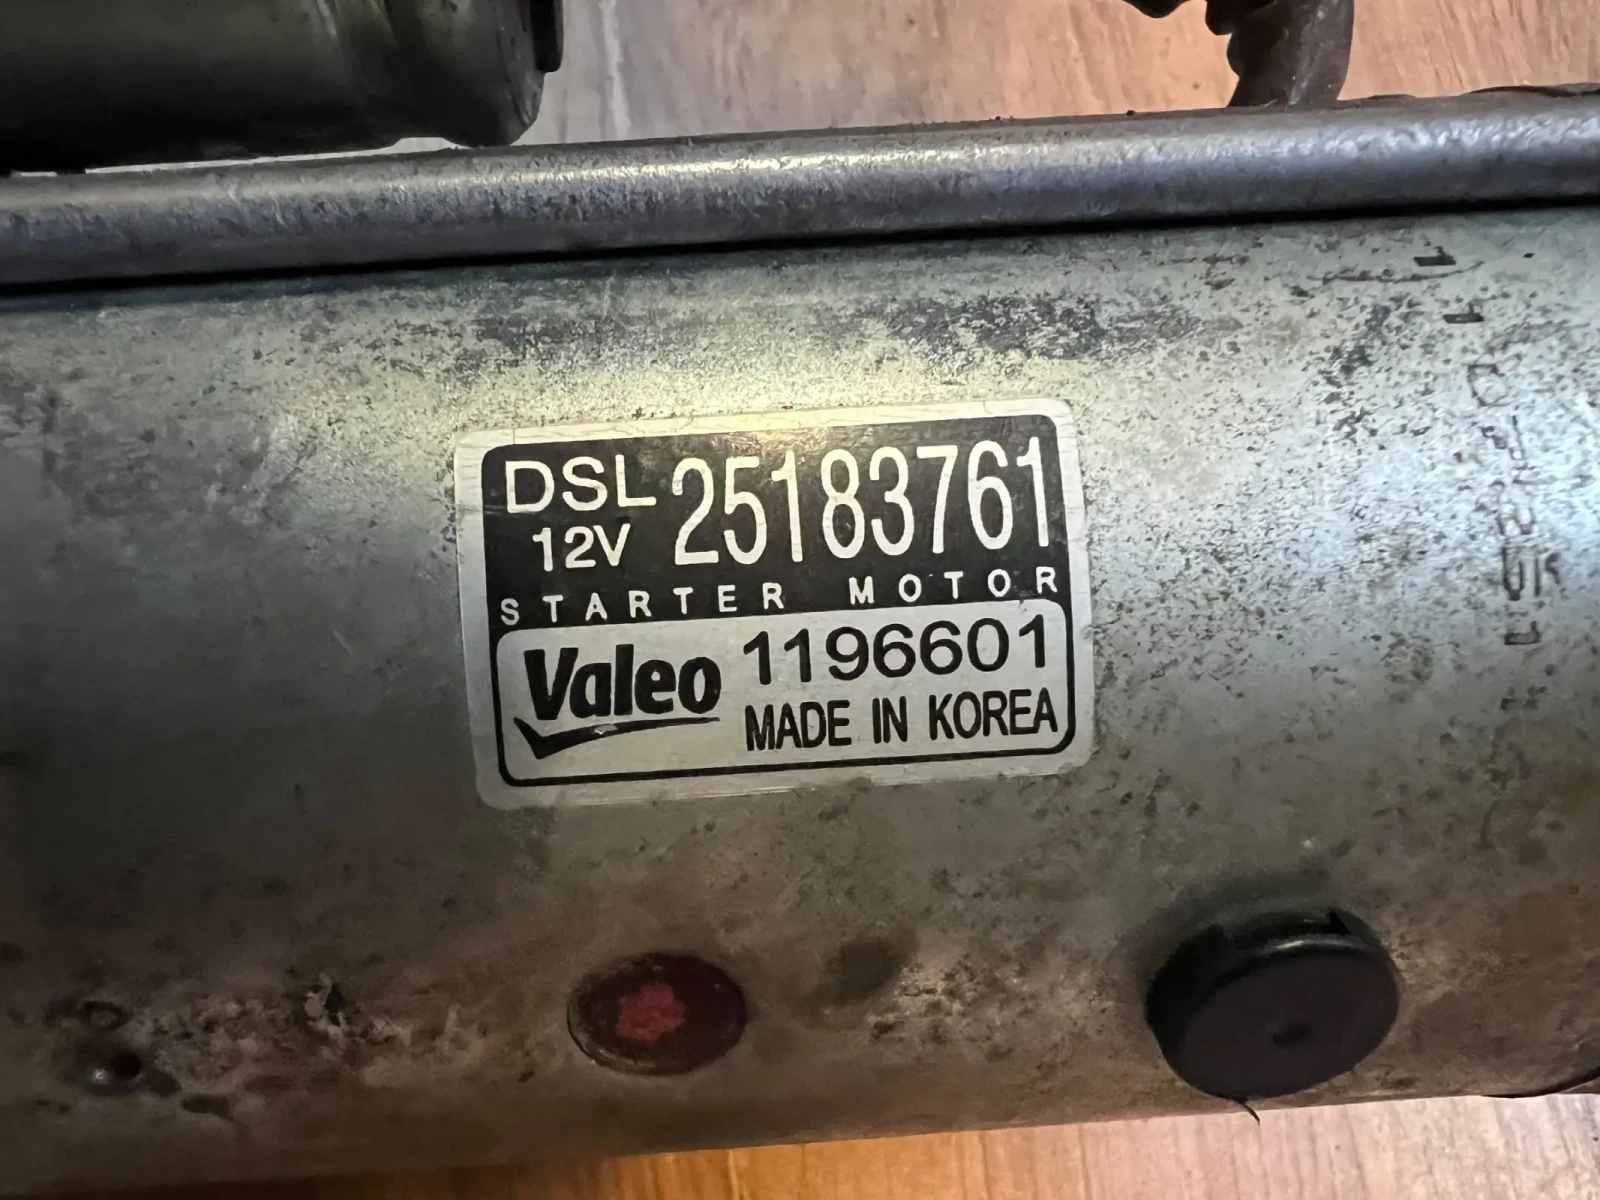 DSL 25183761
12V
STARTER MOTOR
Valeo 1196601
MADE IN KOREA